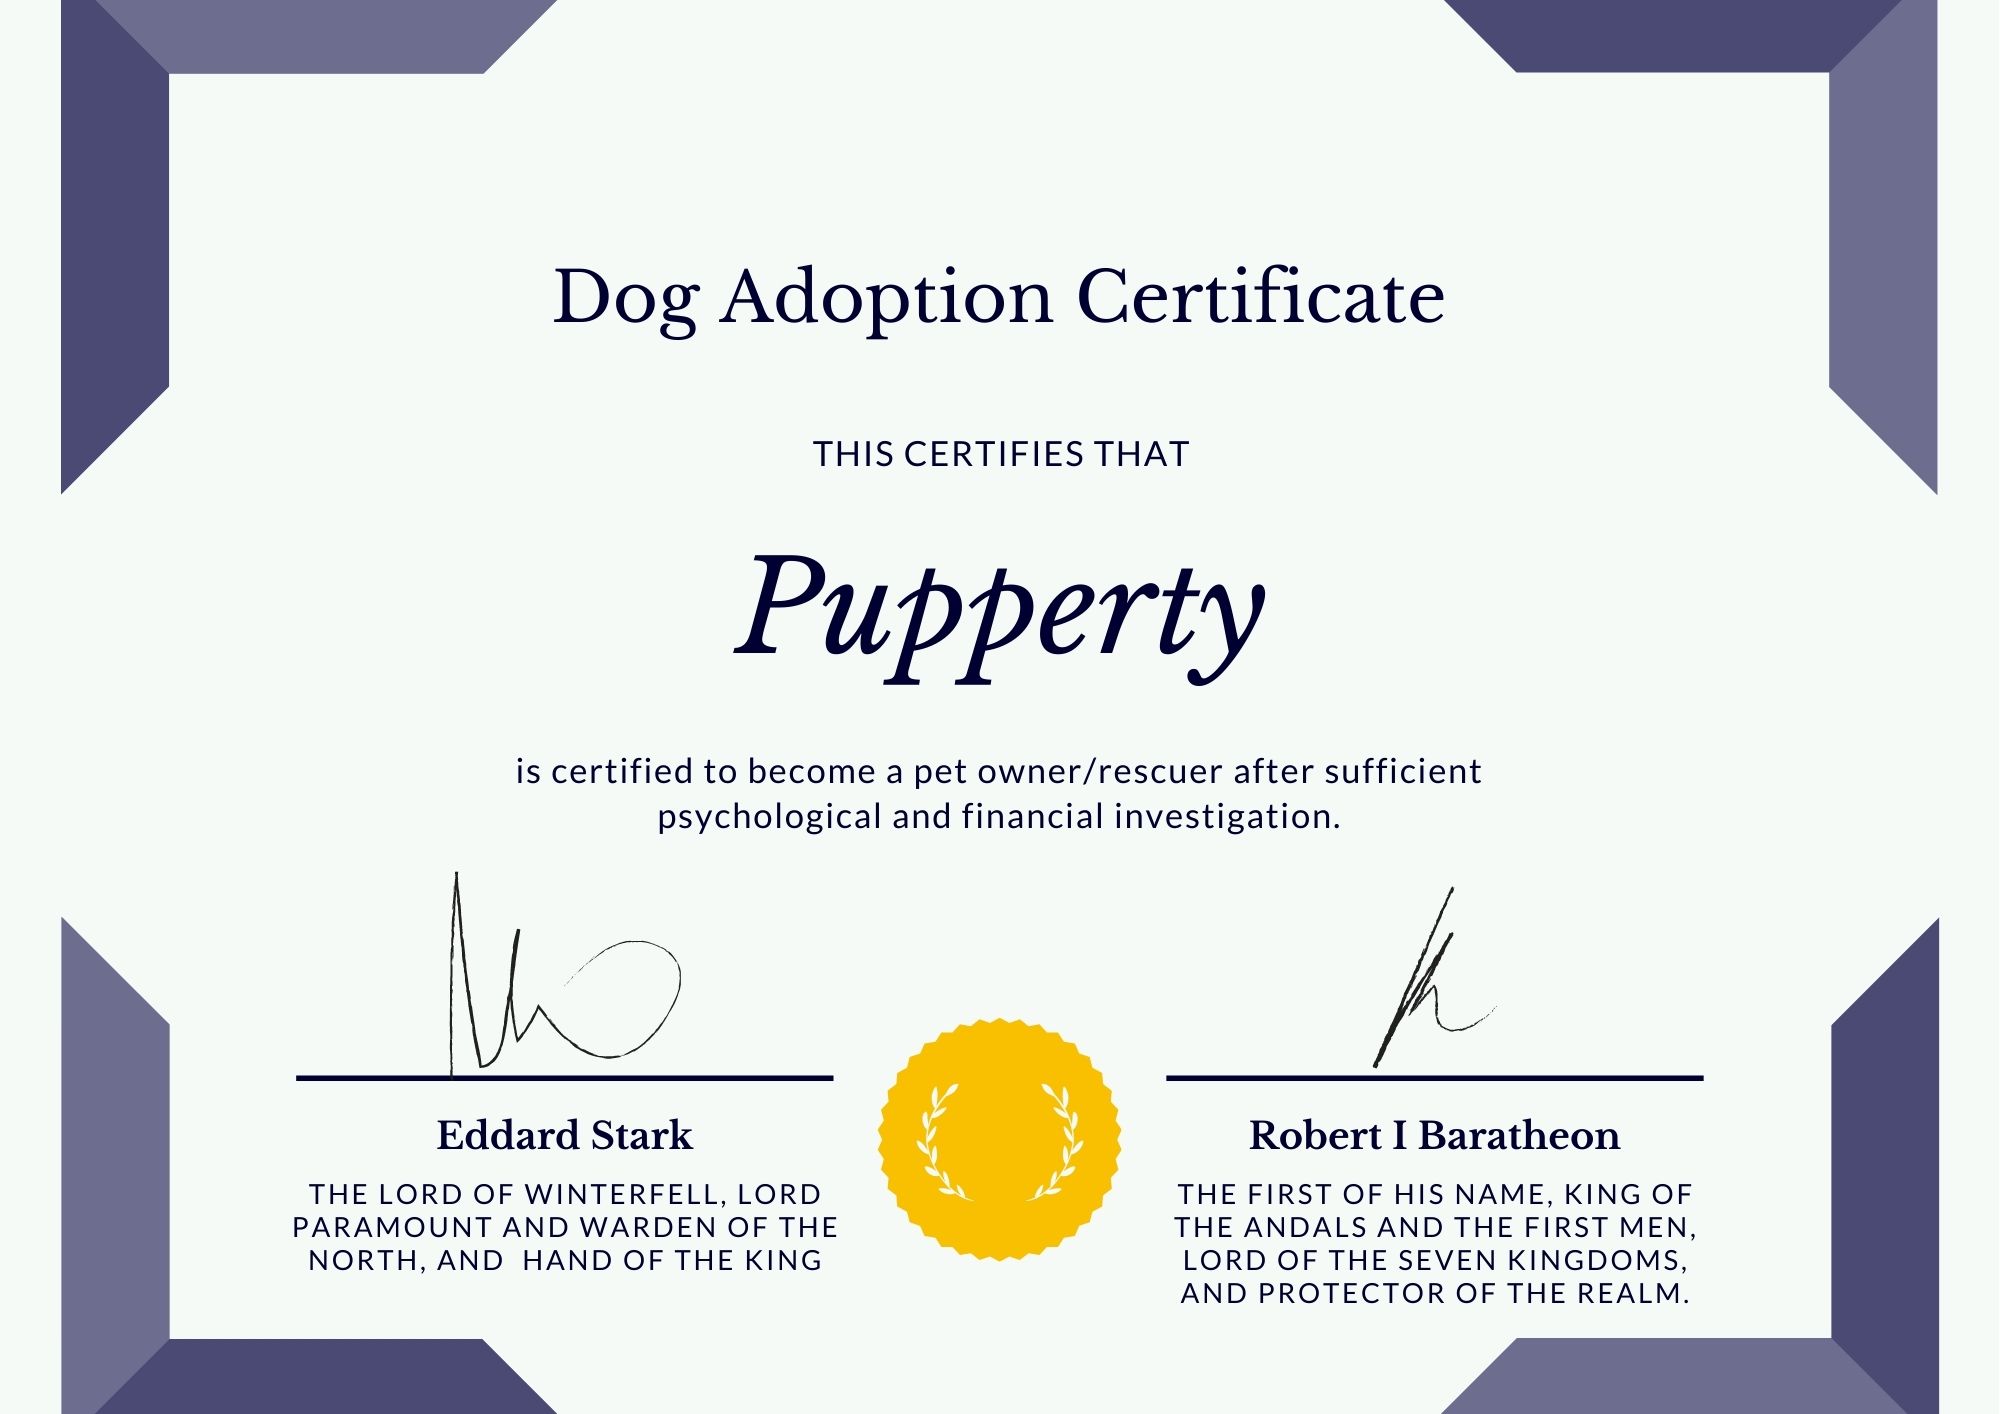 Dog Adoption Certificate
THIS CERTIFIES THAT
Pupperty
is certified to become a pet owner/rescuer after sufficient
psychological and financial investigation.
Eddard Stark
THE LORD OF WINTERFELL, LORD
PARAMOUNT AND WARDEN OF THE
NORTH, AND  HAND OF THE KING
Robert I Baratheon
THE FIRST OF HIS NAME, KING OF
THE ANDALS AND THE FIRST MEN,
LORD OF THE SEVEN KINGDOMS,
AND PROTECTOR OF THE REALM.